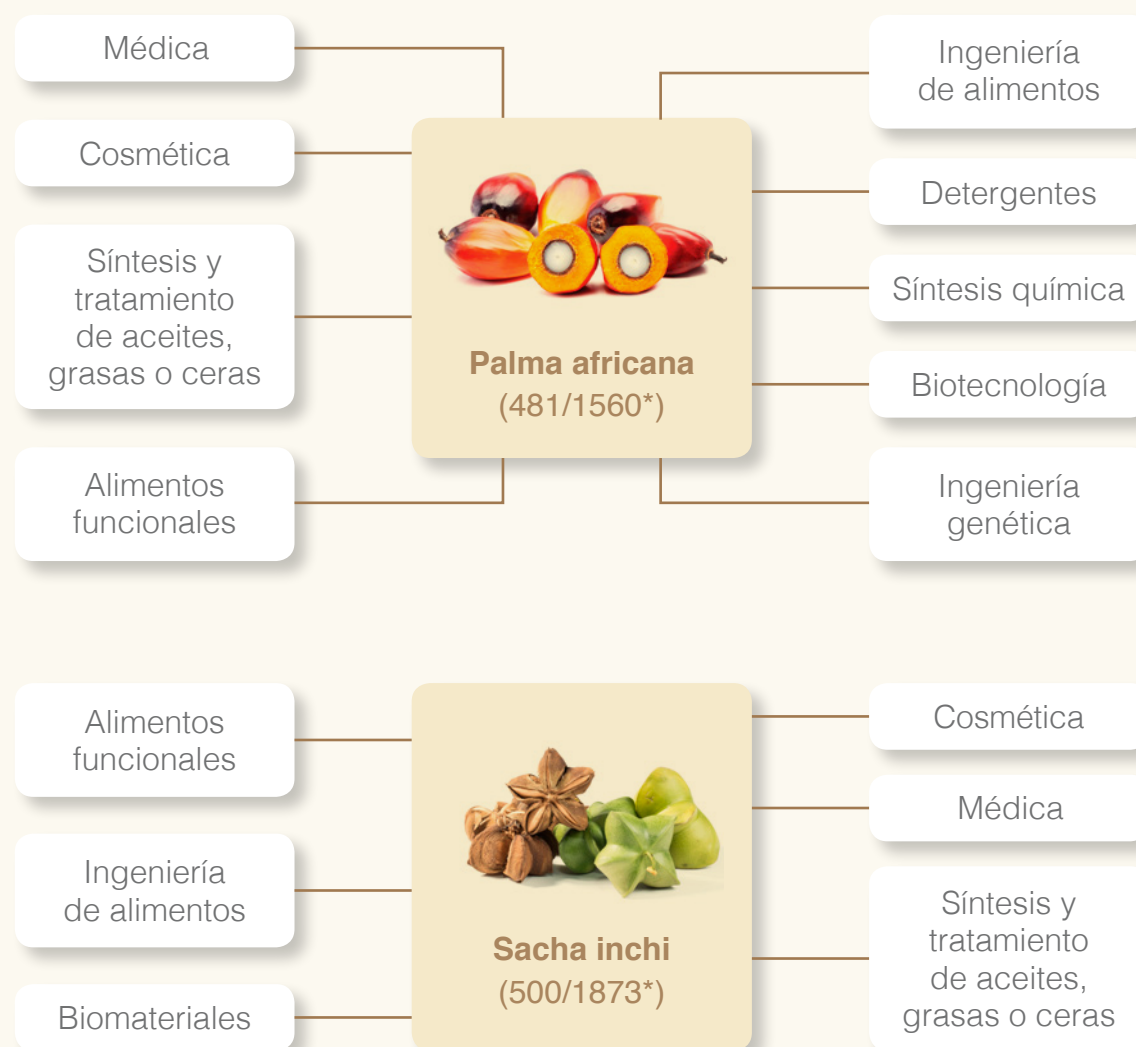 Médica
Cosmética
Síntesis y
tratamiento
de aceites,
grasas o ceras
Alimentos
funcionales
Palma africana
(481/1560*)
Ingeniería
de alimentos
Detergentes
Síntesis química
Biotecnología
Ingeniería
genética
Alimentos
funcionales
Ingeniería
de alimentos
Biomateriales
Sacha inchi
(500/1873*)
Cosmética
Médica
Síntesis y
tratamiento
de aceites,
grasas o ceras